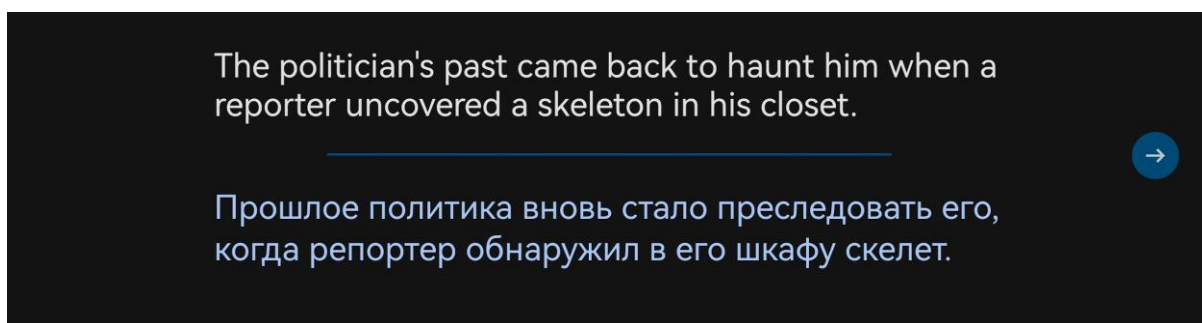 The politician's past came back to haunt him when a
reporter uncovered a skeleton in his closet.
Прошлое политика вновь стало преследовать его,
когда репортер обнаружил в его шкафу скелет.